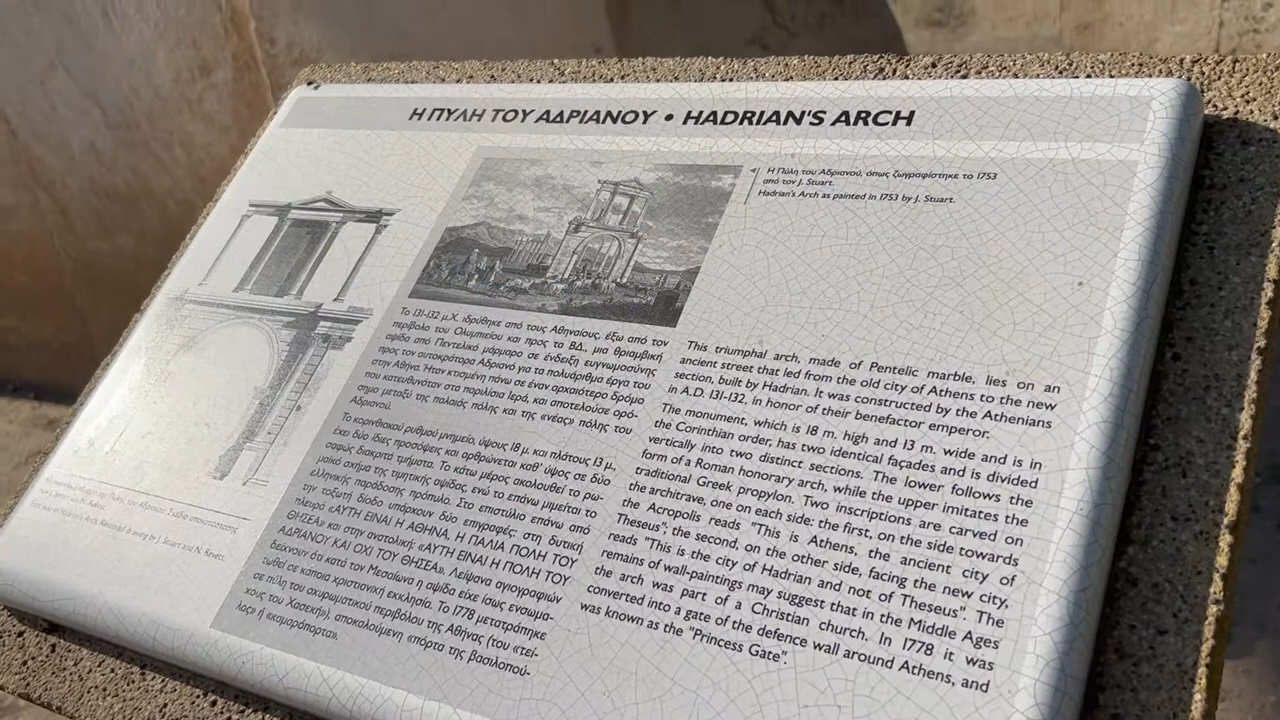 Η ΠΥΛΗ ΤΟΥ ΑΔΡΙΑΝΟΥ • HADRIAN'S ARCH
Η Πύλη του Αδριανού, όπως ζωγραφίστηκε το 1753
από τον J. Stuart.
Hadrian's Arch as painted in 1753 by J. Stuart.
Το 131-132 μ.Χ. ιδρύθηκε από τους Αθηναίους, έξω από τον
περίβολο του Ολυμπιείου και προς τα ΒΔ., μια θριαμβική
αψίδα από Πεντελικό μάρμαρο σε ένδειξη ευγνωμοσύνης
προς τον αυτοκράτορα Αδριανό για τα πολυάριθμα έργα του
στην Αθήνα. Ήταν κτισμένη πάνω σε έναν αρχαιότερο δρόμο
που κατευθυνόταν στα παριλίσια Ιερά, και αποτελούσε ορό-
σημο μεταξύ της παλαιάς πόλης και της «νέας» πόλης του
Αδριανού.
Το κορινθιακού ρυθμού μνημείο, ύψους 18 μ. και πλάτους 13 μ.,
έχει δύο ίδιες προσόψεις και αρθρώνεται καθ' ύψος σε δύο
σαφώς διακριτά τμήματα. Το κάτω μέρος ακολουθεί το ρω-
μαϊκό σχήμα της τιμητικής αψίδας, ενώ το επάνω μιμείται το
ελληνικής παράδοσης πρόπυλο. Στο επιστύλιο επάνω από
την τοξωτή δίοδο υπάρχουν δύο επιγραφές: στη δυτική
πλευρά «ΑΥΤΗ ΕΙΝΑΙ Η ΑΘΗΝΑ, Η ΠΑΛΙΑ ΠΟΛΗ ΤΟΥ
ΘΗΣΕΑ» και στην ανατολική: «ΑΥΤΗ ΕΙΝΑΙ Η ΠΟΛΗ ΤΟΥ
ΑΔΡΙΑΝΟΥ ΚΑΙ ΟΧΙ ΤΟΥ ΘΗΣΕΑ». Λείψανα αγιογραφιών
δείχνουν ότι κατά τον Μεσαίωνα η αψίδα είχε ίσως ενσωμα-
τωθεί σε κάποια χριστιανική εκκλησία. Το 1778 μετατράπηκε
σε πύλη του οχυρωματικού περιβόλου της Αθήνας (του «τεί-
χους του Χασεκή»), αποκαλουμένη «πόρτα της βασιλοπού-
λας» ή «καμαρόπορτα».
This triumphal arch, made of Pentelic marble, lies on an
ancient street that led from the old city of Athens to the new
section, built by Hadrian. It was constructed by the Athenians
in A.D. 131-132, in honor of their benefactor emperor.
The monument, which is 18 m. high and 13 m. wide and is in
the Corinthian order, has two identical façades and is divided
vertically into two distinct sections. The lower follows the
form of a Roman honorary arch, while the upper imitates the
traditional Greek propylon. Two inscriptions are carved on
the architrave, one on each side: the first, on the side towards
the Acropolis reads "This is Athens, the ancient city of
Theseus"; the second, on the other side, facing the new city,
reads "This is the city of Hadrian and not of Theseus". The
remains of wall-paintings may suggest that in the Middle Ages
the arch was part of a Christian church. In 1778 it was
converted into a gate of the defence wall around Athens, and
was known as the "Princess Gate".
of Hadrian's Arch. drawing by J. Stuart and N. Revett.